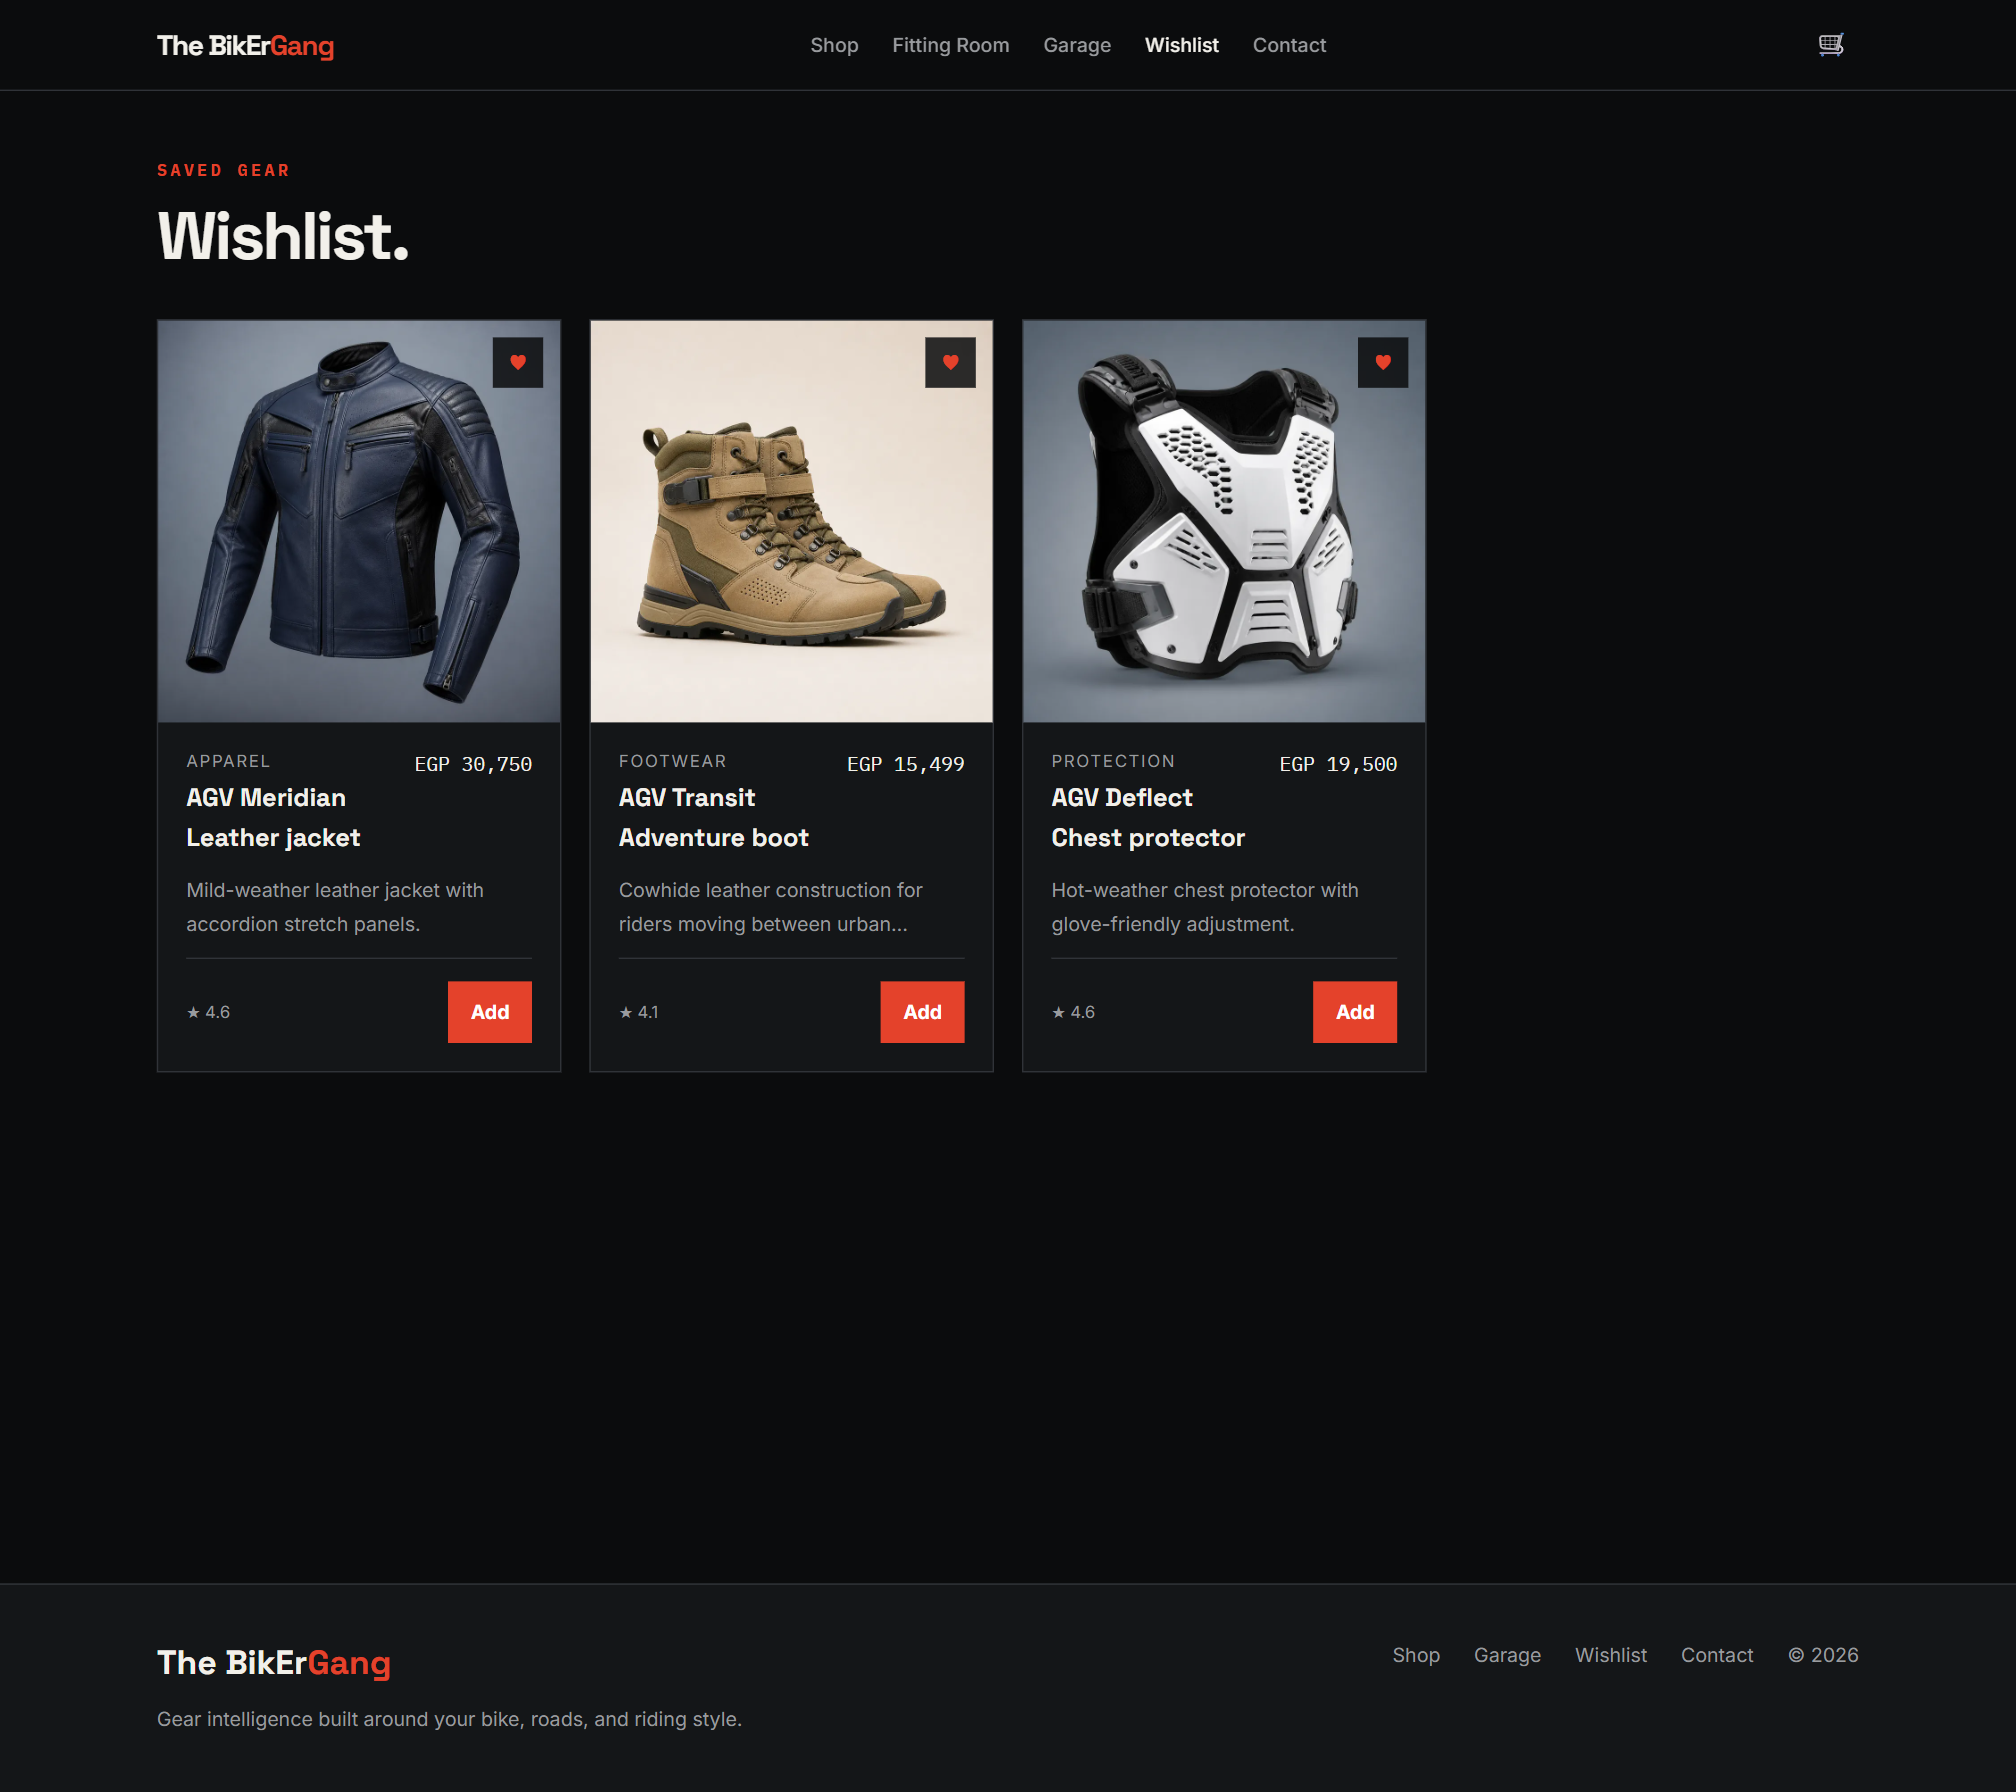 The BikErGang
Shop Fitting Room Garage Wishlist Contact
SAVED GEAR
Wishlist.
APPAREL EGP 30,750
AGV Meridian
Leather jacket
Mild-weather leather jacket with
accordion stretch panels.
★ 4.6 Add
FOOTWEAR EGP 15,499
AGV Transit
Adventure boot
Cowhide leather construction for
riders moving between urban...
★ 4.1 Add
PROTECTION EGP 19,500
AGV Deflect
Chest protector
Hot-weather chest protector with
glove-friendly adjustment.
★ 4.6 Add
The BikErGang
Gear intelligence built around your bike, roads, and riding style.
Shop Garage Wishlist Contact © 2026